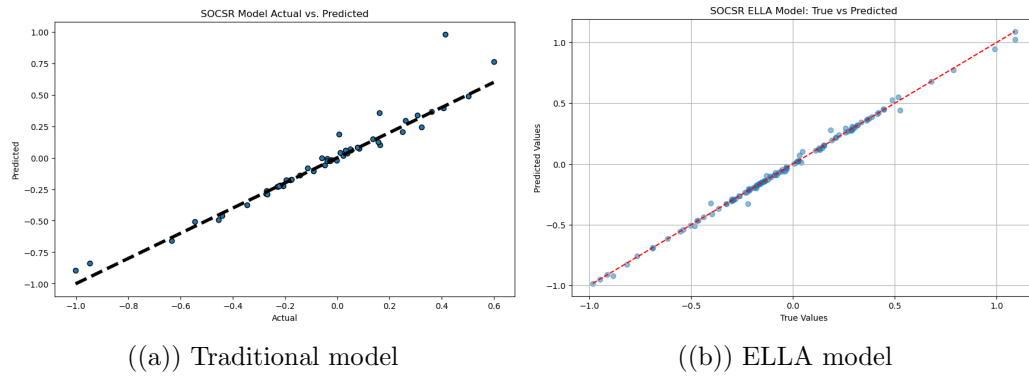 SOCSR Model Actual vs. Predicted
1.00
0.75
0.50
0.25
0.00
−0.25
−0.50
−0.75
−1.00
Predicted
−1.0 −0.8 −0.6 −0.4 −0.2 0.0 0.2 0.4 0.6
Actual
((a)) Traditional model
SOCSR ELLA Model: True vs Predicted
1.0
0.5
0.0
−0.5
−1.0
Predicted Values
−1.0 −0.5 0.0 0.5 1.0
True Values
((b)) ELLA model